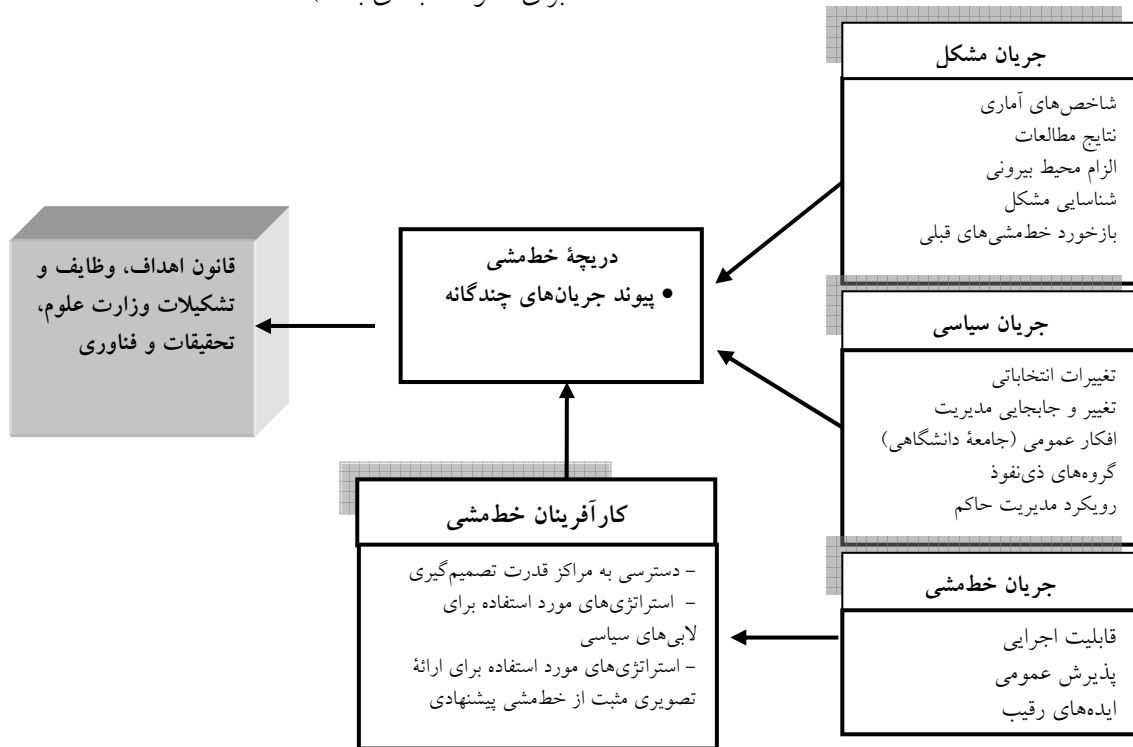 جریان مشکل
شاخص‌های آماری
نتایج مطالعات
الزام محیط بیرونی
شناسایی مشکل
بازخورد خط‌مشی‌های قبلی
جریان سیاسی
تغییرات انتخاباتی
تغییر و جابجایی مدیریت
افکار عمومی (جامعۀ دانشگاهی)
گروه‌های ذی‌نفوذ
رویکرد مدیریت حاکم
جریان خط‌مشی
قابلیت اجرایی
پذیرش عمومی
ایده‌های رقیب
دریچۀ خط‌مشی
• پیوند جریان‌های چندگانه
کارآفرینان خط‌مشی
- دسترسی به مراکز قدرت تصمیم‌گیری
- استراتژی‌های مورد استفاده برای
لابی‌های سیاسی
- استراتژی‌های مورد استفاده برای ارائۀ
تصویری مثبت از خط‌مشی پیشنهادی
قانون اهداف، وظایف و
تشکیلات وزارت علوم،
تحقیقات و فناوری